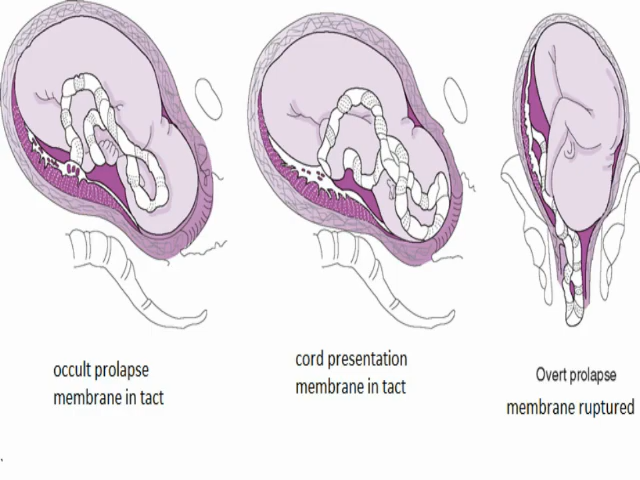 occult prolapse
membrane in tact
cord presentation
membrane in tact
Overt prolapse
membrane ruptured